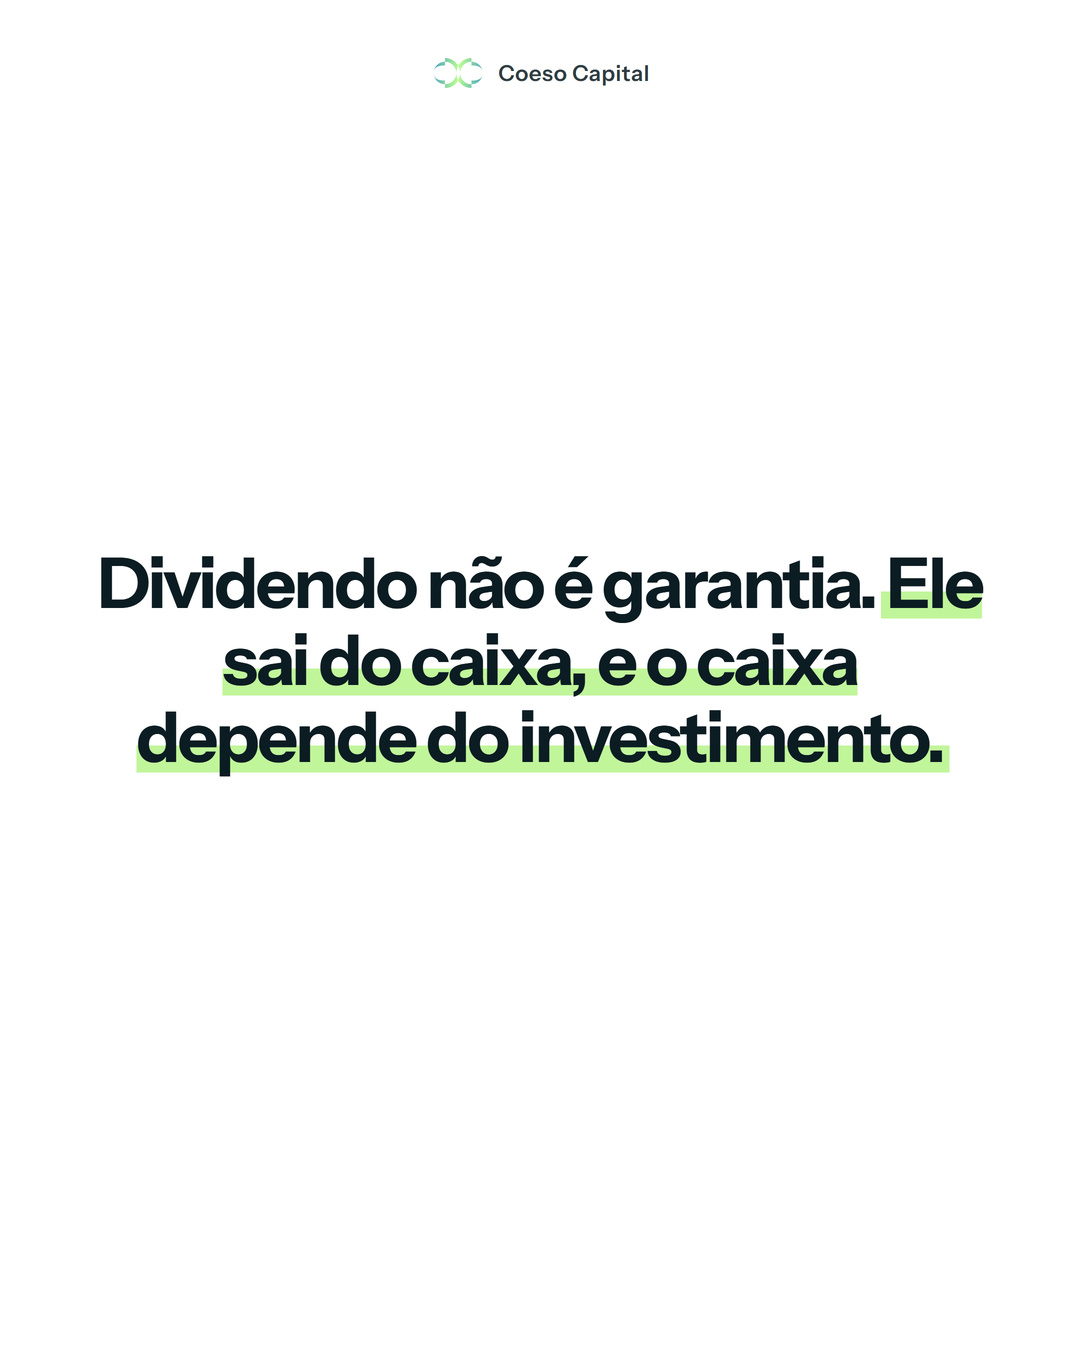 Coeso Capital
Dividendo não é garantia. Ele
sai do caixa, e o caixa
depende do investimento.